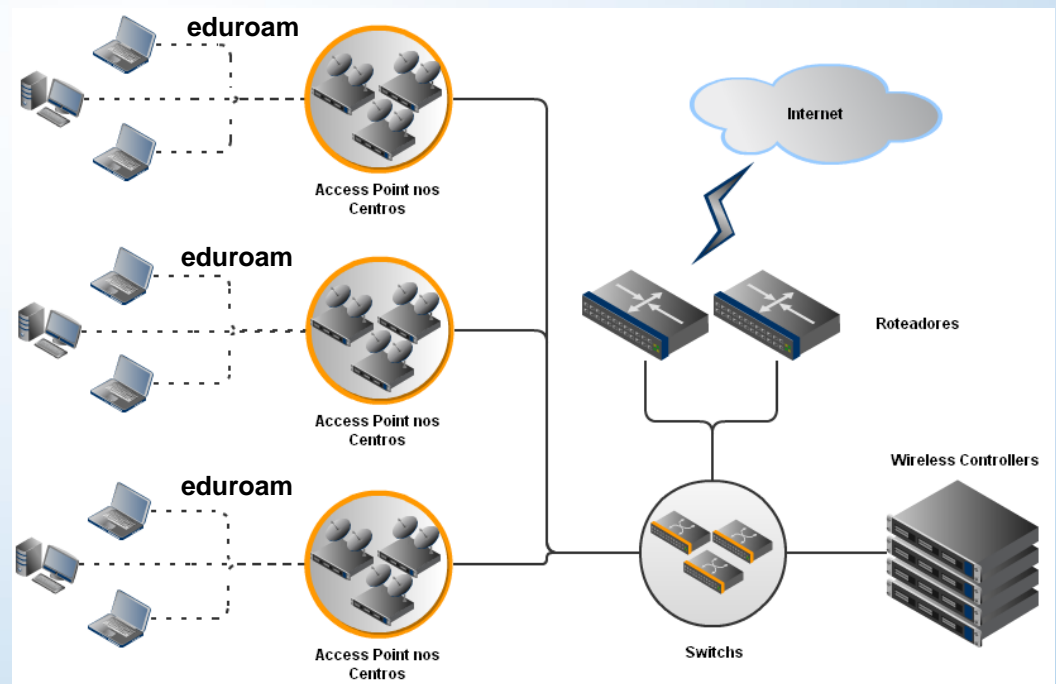 eduroam
Access Point nos
Centros
eduroam
Access Point nos
Centros
eduroam
Access Point nos
Centros
Internet
Roteadores
Wireless Controllers
Switchs